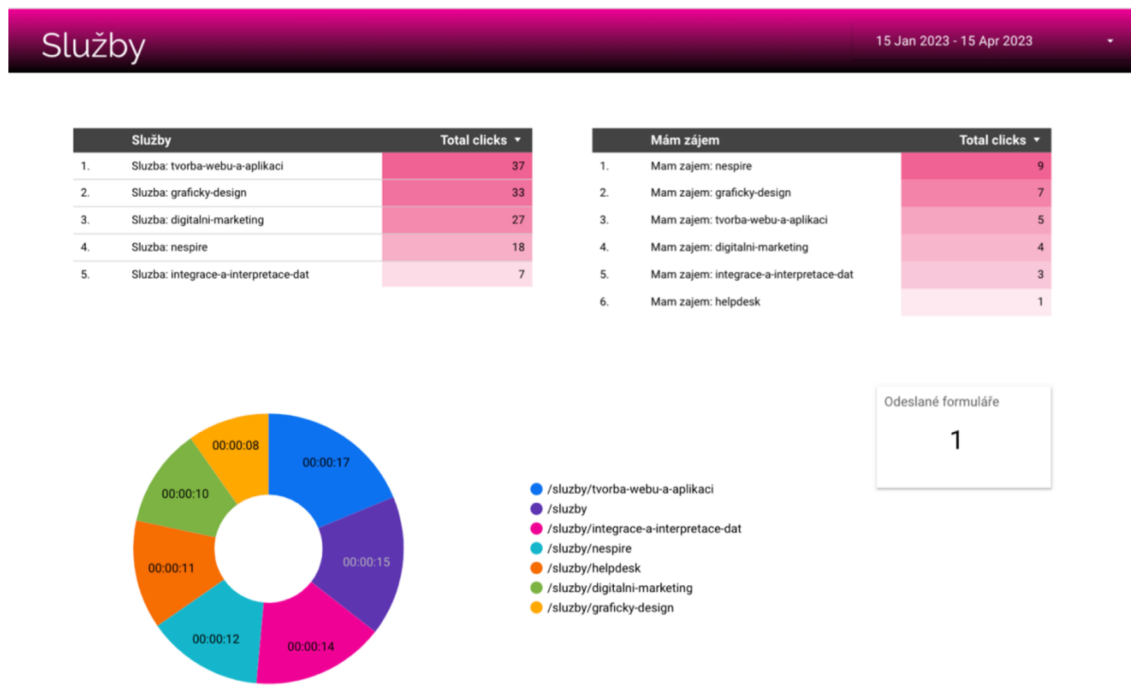 Služby
15 Jan 2023 - 15 Apr 2023
Služby Total clicks
1. Sluzba: tvorba-webu-a-aplikaci 37
2. Sluzba: graficky-design 33
3. Sluzba: digitalni-marketing 27
4. Sluzba: nespire 18
5. Sluzba: integrace-a-interpretace-dat 7
Mám zájem Total clicks
1. Mam zajem: nespire 9
2. Mam zajem: graficky-design 7
3. Mam zajem: tvorba-webu-a-aplikaci 5
4. Mam zajem: digitalni-marketing 4
5. Mam zajem: integrace-a-interpretace-dat 3
6. Mam zajem: helpdesk 1
00:00:17
00:00:15
00:00:14
00:00:12
00:00:11
00:00:10
00:00:08
/sluzby/tvorba-webu-a-aplikaci
/sluzby
/sluzby/integrace-a-interpretace-dat
/sluzby/nespire
/sluzby/helpdesk
/sluzby/digitalni-marketing
/sluzby/graficky-design
Odeslané formuláře
1